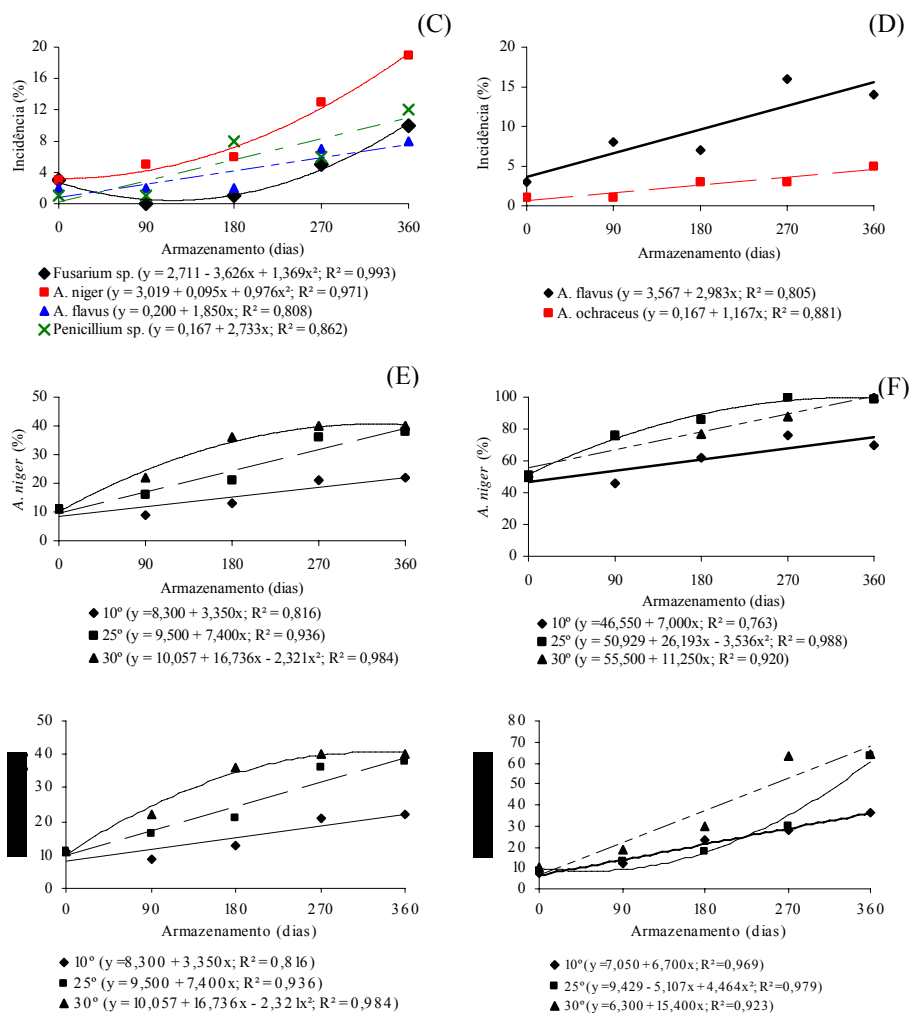 (C)
20
16
12
8
4
0
Incidência (%)
0 90 180 270 360
Armazenamento (dias)
Fusarium sp. (y = 2,711 - 3,626x + 1,369x²; R² = 0,993)
A. niger (y = 3,019 + 0,095x + 0,976x²; R² = 0,971)
A. flavus (y = 0,200 + 1,850x; R² = 0,808)
Penicillium sp. (y = 0,167 + 2,733x; R² = 0,862)
(D)
20
15
10
5
0
Incidência (%)
0 90 180 270 360
Armazenamento (dias)
A. flavus (y = 3,567 + 2,983x; R² = 0,805)
A. ochraceus (y = 0,167 + 1,167x; R² = 0,881)
(E)
50
40
30
20
10
0
A. niger (%)
0 90 180 270 360
Armazenamento (dias)
10º (y =8,300 + 3,350x; R² = 0,816)
25º (y = 9,500 + 7,400x; R² = 0,936)
30º (y = 10,057 + 16,736x - 2,321x²; R² = 0,984)
(F)
100
80
60
40
20
0
A. niger (%)
0 90 180 270 360
Armazenamento (dias)
10º (y =46,550 + 7,000x; R² = 0,763)
25º (y = 50,929 + 26,193x - 3,536x²; R² = 0,988)
30º (y = 55,500 + 11,250x; R² = 0,920)
50
40
30
20
10
0
0 90 180 270 360
Armazenamento (dias)
10º (y =8,300 + 3,350x; R² = 0,816)
25º (y = 9,500 + 7,400x; R² = 0,936)
30º (y = 10,057 + 16,736x - 2,321x²; R² = 0,984)
80
70
60
50
40
30
20
10
0
0 90 180 270 360
Armazenamento (dias)
10º (y=7,050 +6,700x; R²=0,969)
25º (y=9,429 - 5,107x + 4,464x²; R²=0,979)
30º (y=6,300 +15,400x; R²=0,923)